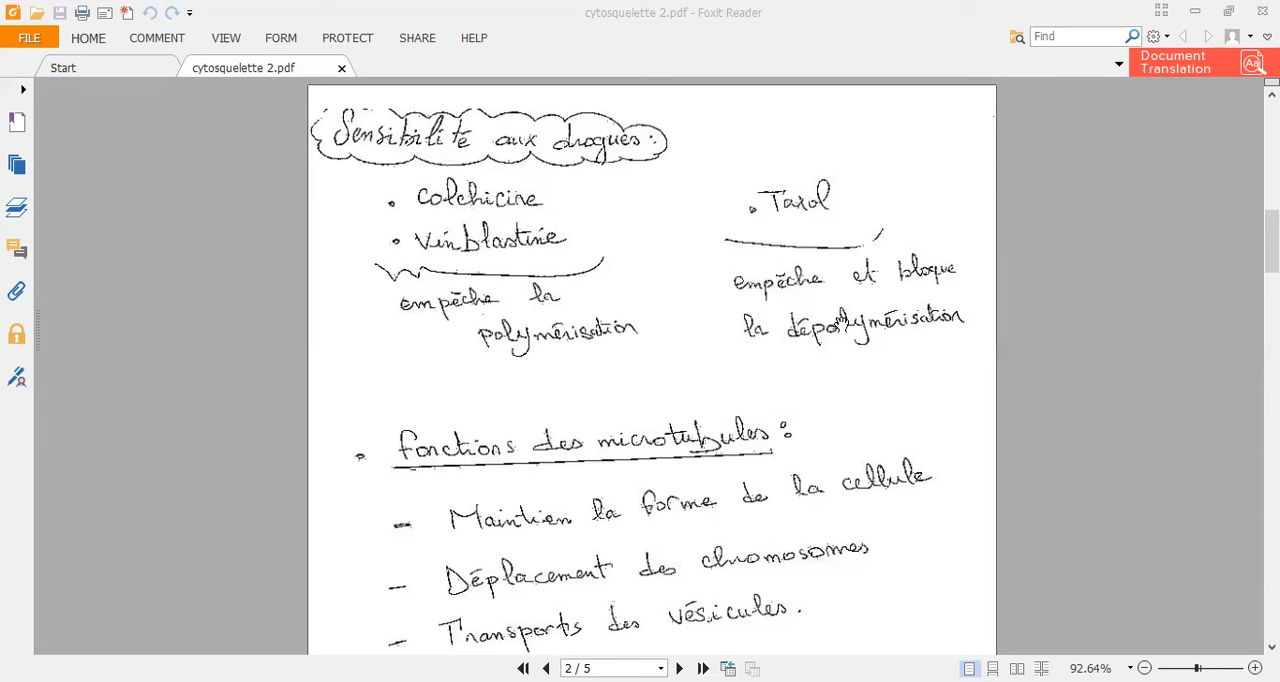 cytosquelette 2.pdf - Foxit Reader
FILE HOME COMMENT VIEW FORM PROTECT SHARE HELP
Find
Start
cytosquelette 2.pdf
Document
Translation
Sensibilité aux drogues :
• Colchicine
• Taxol
• Vinblastine
empêche la
polymérisation
empêche et bloque
la dépolymérisation
• fonctions des microtubules :
- Maintien la forme de la cellule
- Déplacement des chromosomes
- Transports des vésicules.
2 / 5
92.64%